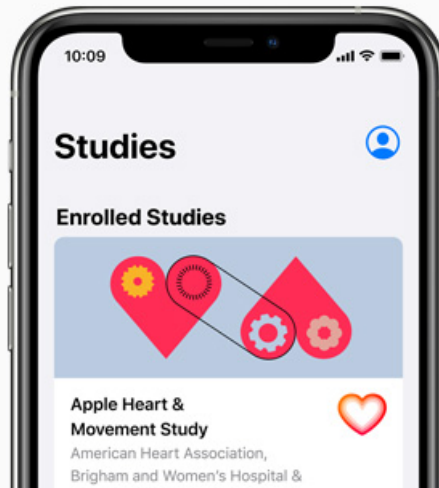 10:09
Studies
Enrolled Studies
Apple Heart &
Movement Study
American Heart Association,
Brigham and Women's Hospital &